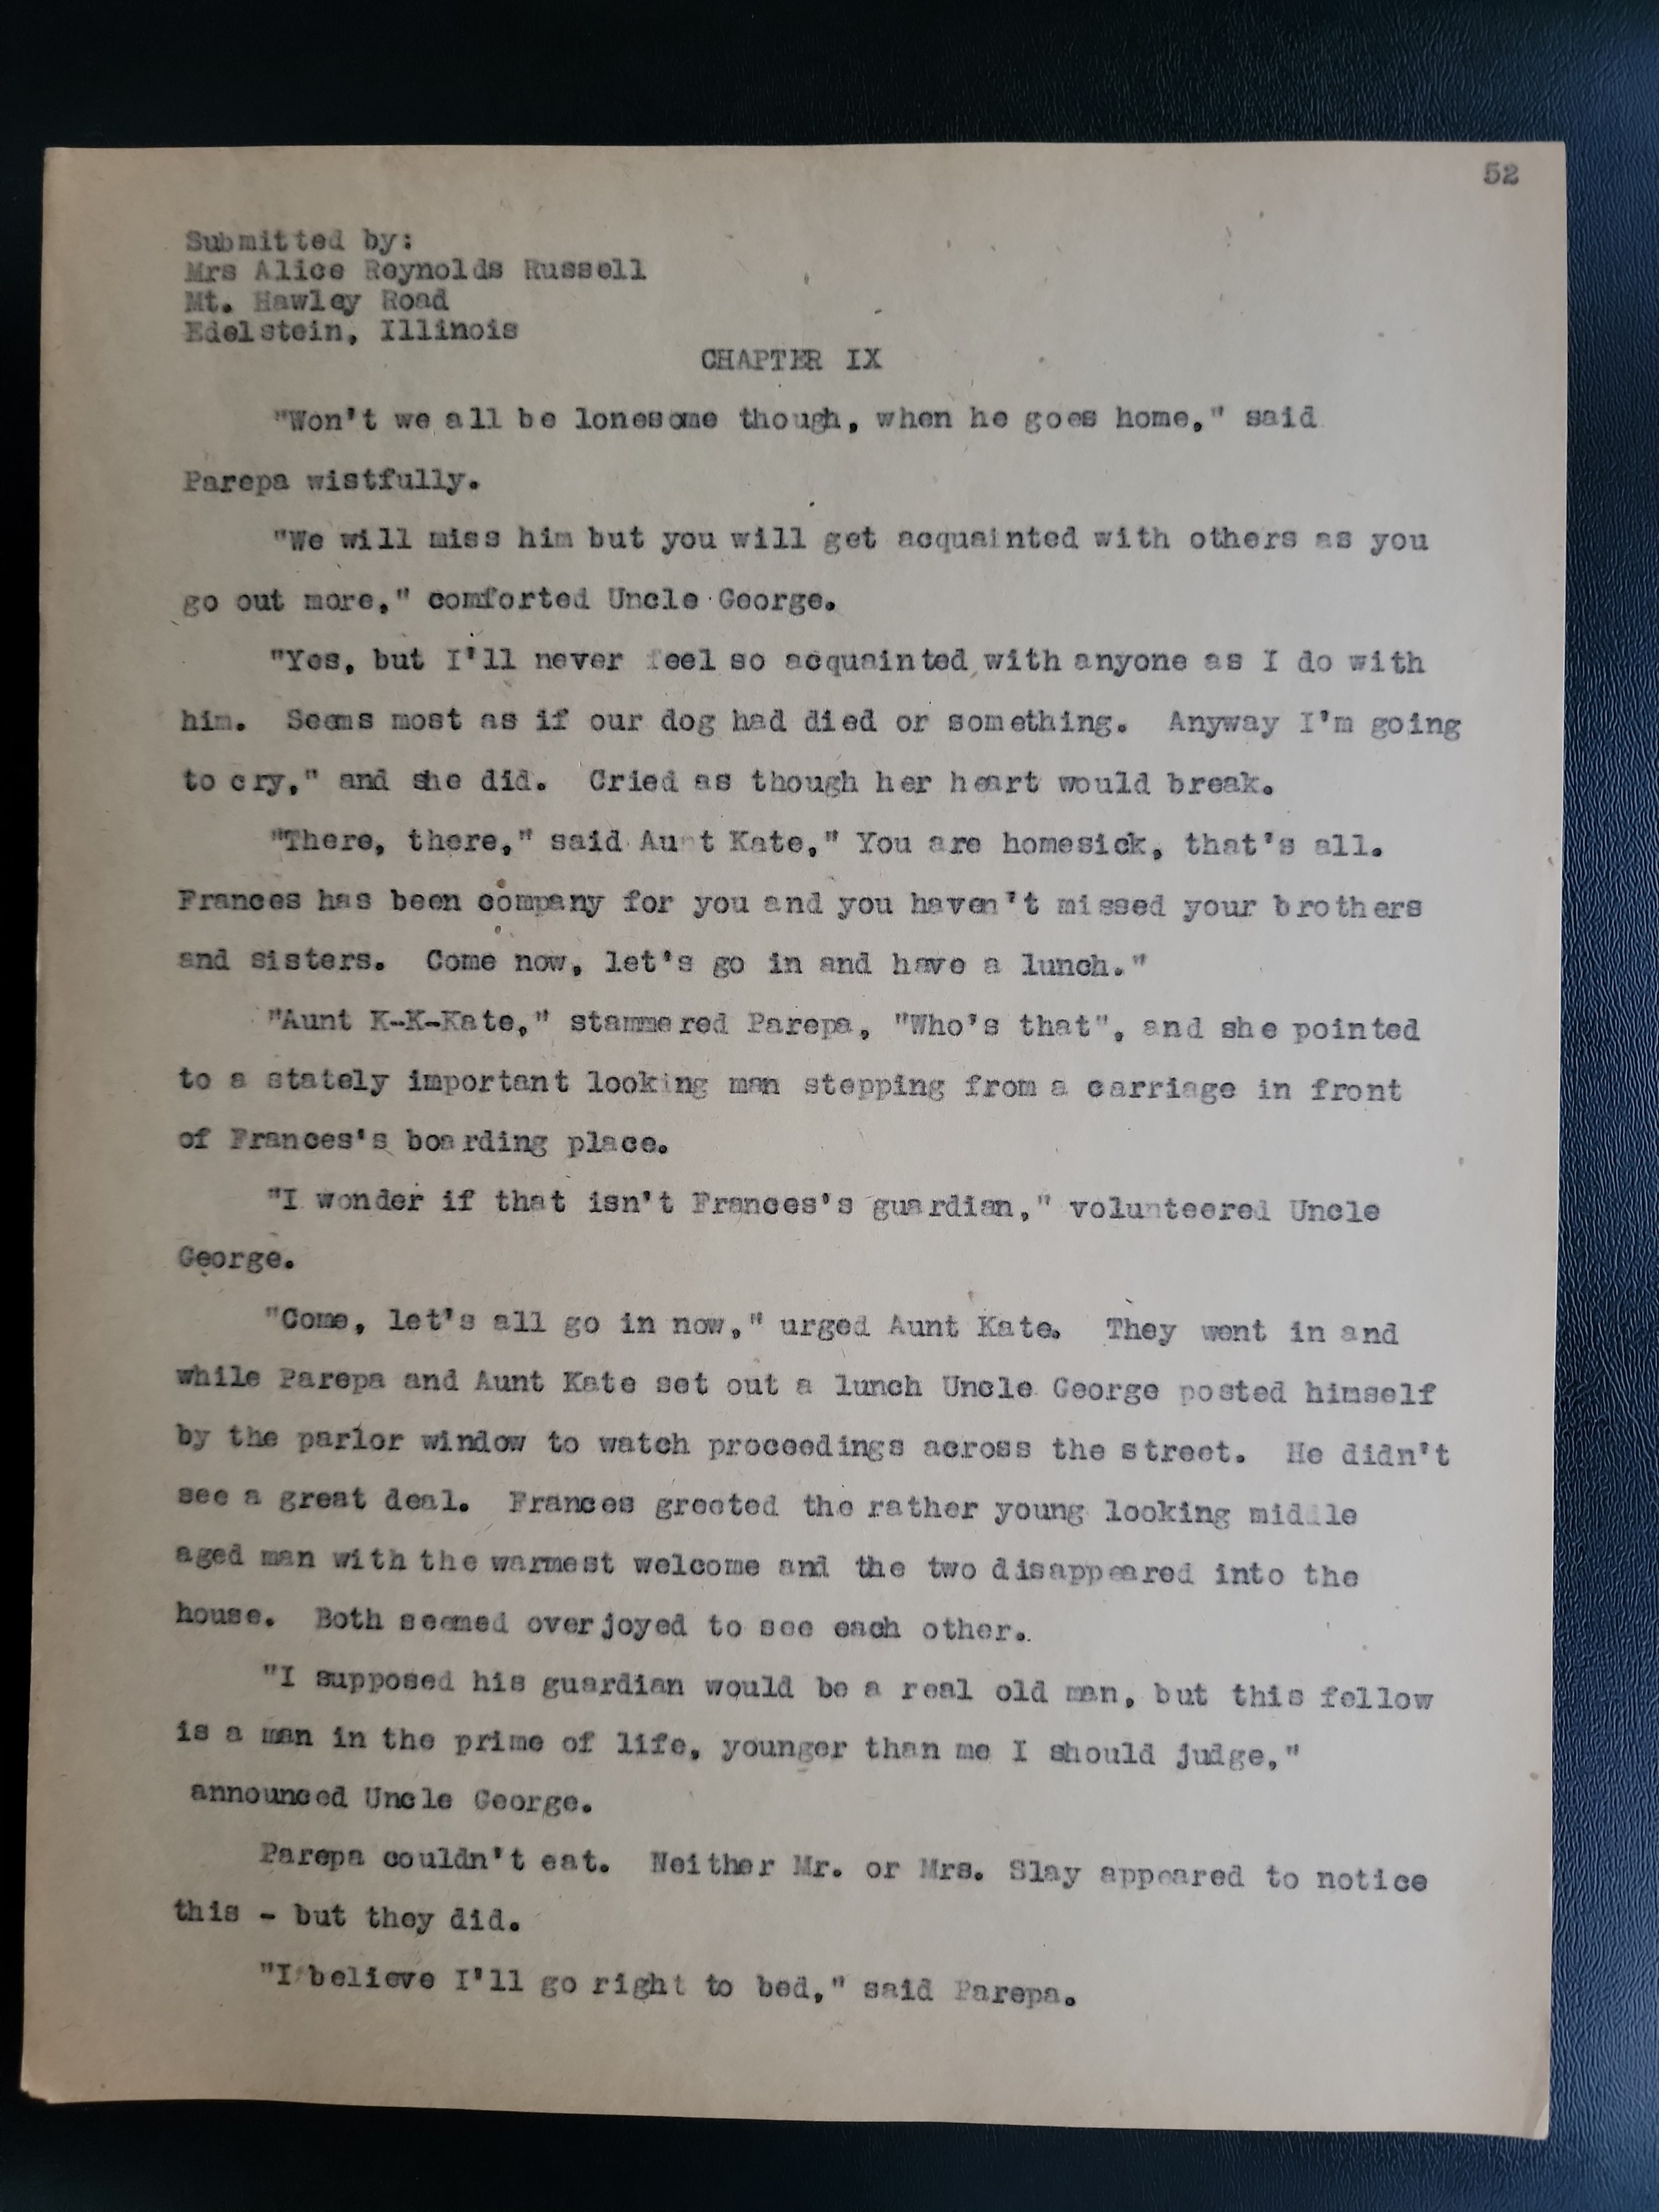 52
Submitted by:
Mrs Alice Reynolds Russell
Mt. Hawley Road
Edelstein, Illinois
CHAPTER IX
"Won't we all be lonesome though, when he goes home," said
Parepa wistfully.
"We will miss him but you will get acquainted with others as you
go out more," comforted Uncle George.
"Yes, but I'll never feel so acquainted with anyone as I do with
him. Seems most as if our dog had died or something. Anyway I'm going
to cry," and she did. Cried as though her heart would break.
"There, there," said Aunt Kate," You are homesick, that's all.
Frances has been company for you and you haven't missed your brothers
and sisters. Come now, let's go in and have a lunch."
"Aunt K--K-Kate," stammered Parepa, "Who's that", and she pointed
to a stately important looking man stepping from a carriage in front
of Frances's boarding place.
"I wonder if that isn't Frances's guardian," volunteered Uncle
George.
"Come, let's all go in now," urged Aunt Kate. They went in and
while Parepa and Aunt Kate set out a lunch Uncle George posted himself
by the parlor window to watch proceedings across the street. He didn't
see a great deal. Frances greeted the rather young looking middle
aged man with the warmest welcome and the two disappeared into the
house. Both seemed overjoyed to see each other.
"I supposed his guardian would be a real old man, but this fellow
is a man in the prime of life, younger than me I should judge,"
announced Uncle George.
Parepa couldn't eat. Neither Mr. or Mrs. Slay appeared to notice
this - but they did.
"I believe I'll go right to bed," said Parepa.